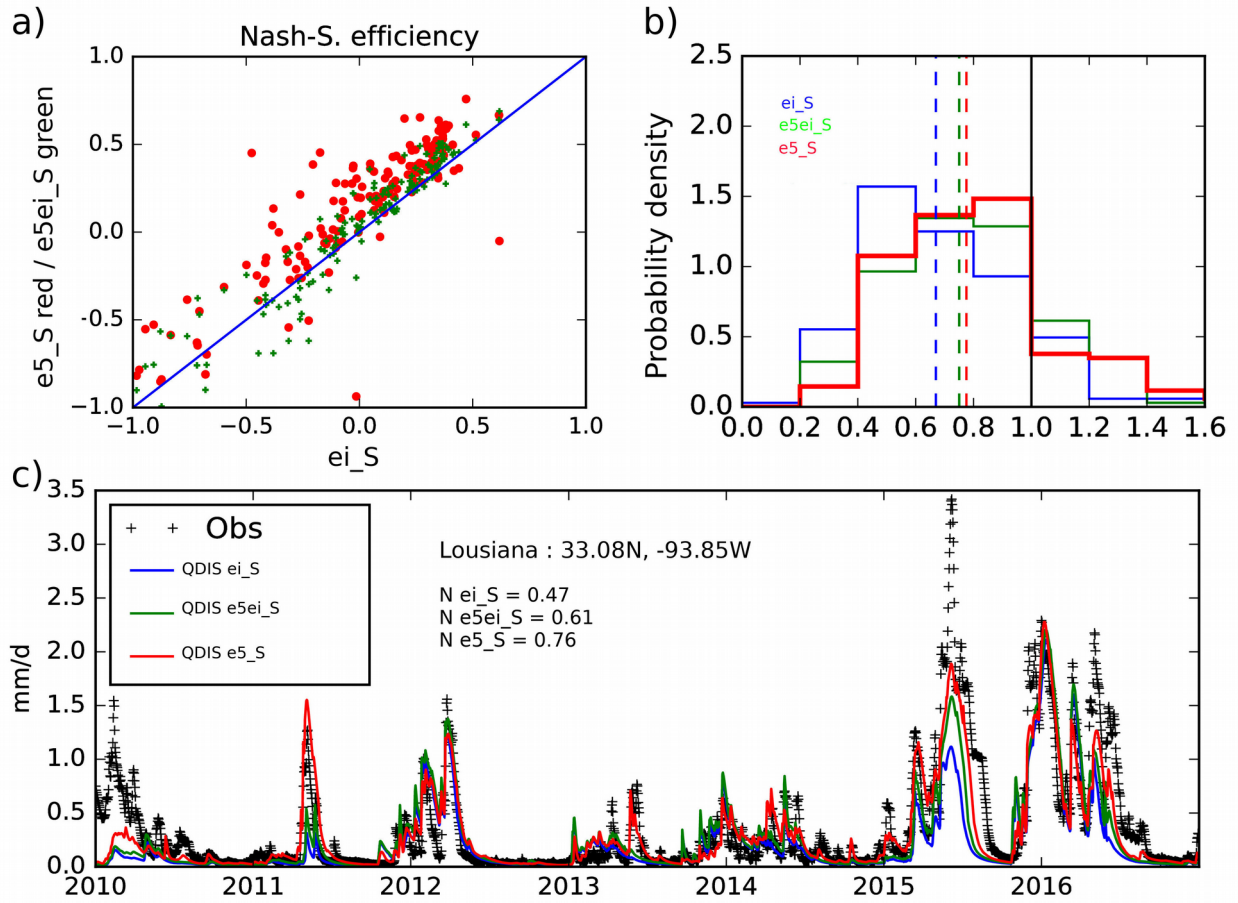 a)
Nash-S. efficiency
e5_S red / e5ei_S green
1.0
0.5
0.0
−0.5
−1.0
−1.0
−0.5
0.0
0.5
1.0
ei_S
b)
Probability density
2.5
2.0
1.5
1.0
0.5
0.0
ei_S
e5ei_S
e5_S
0.0
0.2
0.4
0.6
0.8
1.0
1.2
1.4
1.6
c)
mm/d
3.5
3.0
2.5
2.0
1.5
1.0
0.5
0.0
Obs
QDIS ei_S
QDIS e5ei_S
QDIS e5_S
Lousiana : 33.08N, -93.85W
N ei_S = 0.47
N e5ei_S = 0.61
N e5_S = 0.76
2010
2011
2012
2013
2014
2015
2016